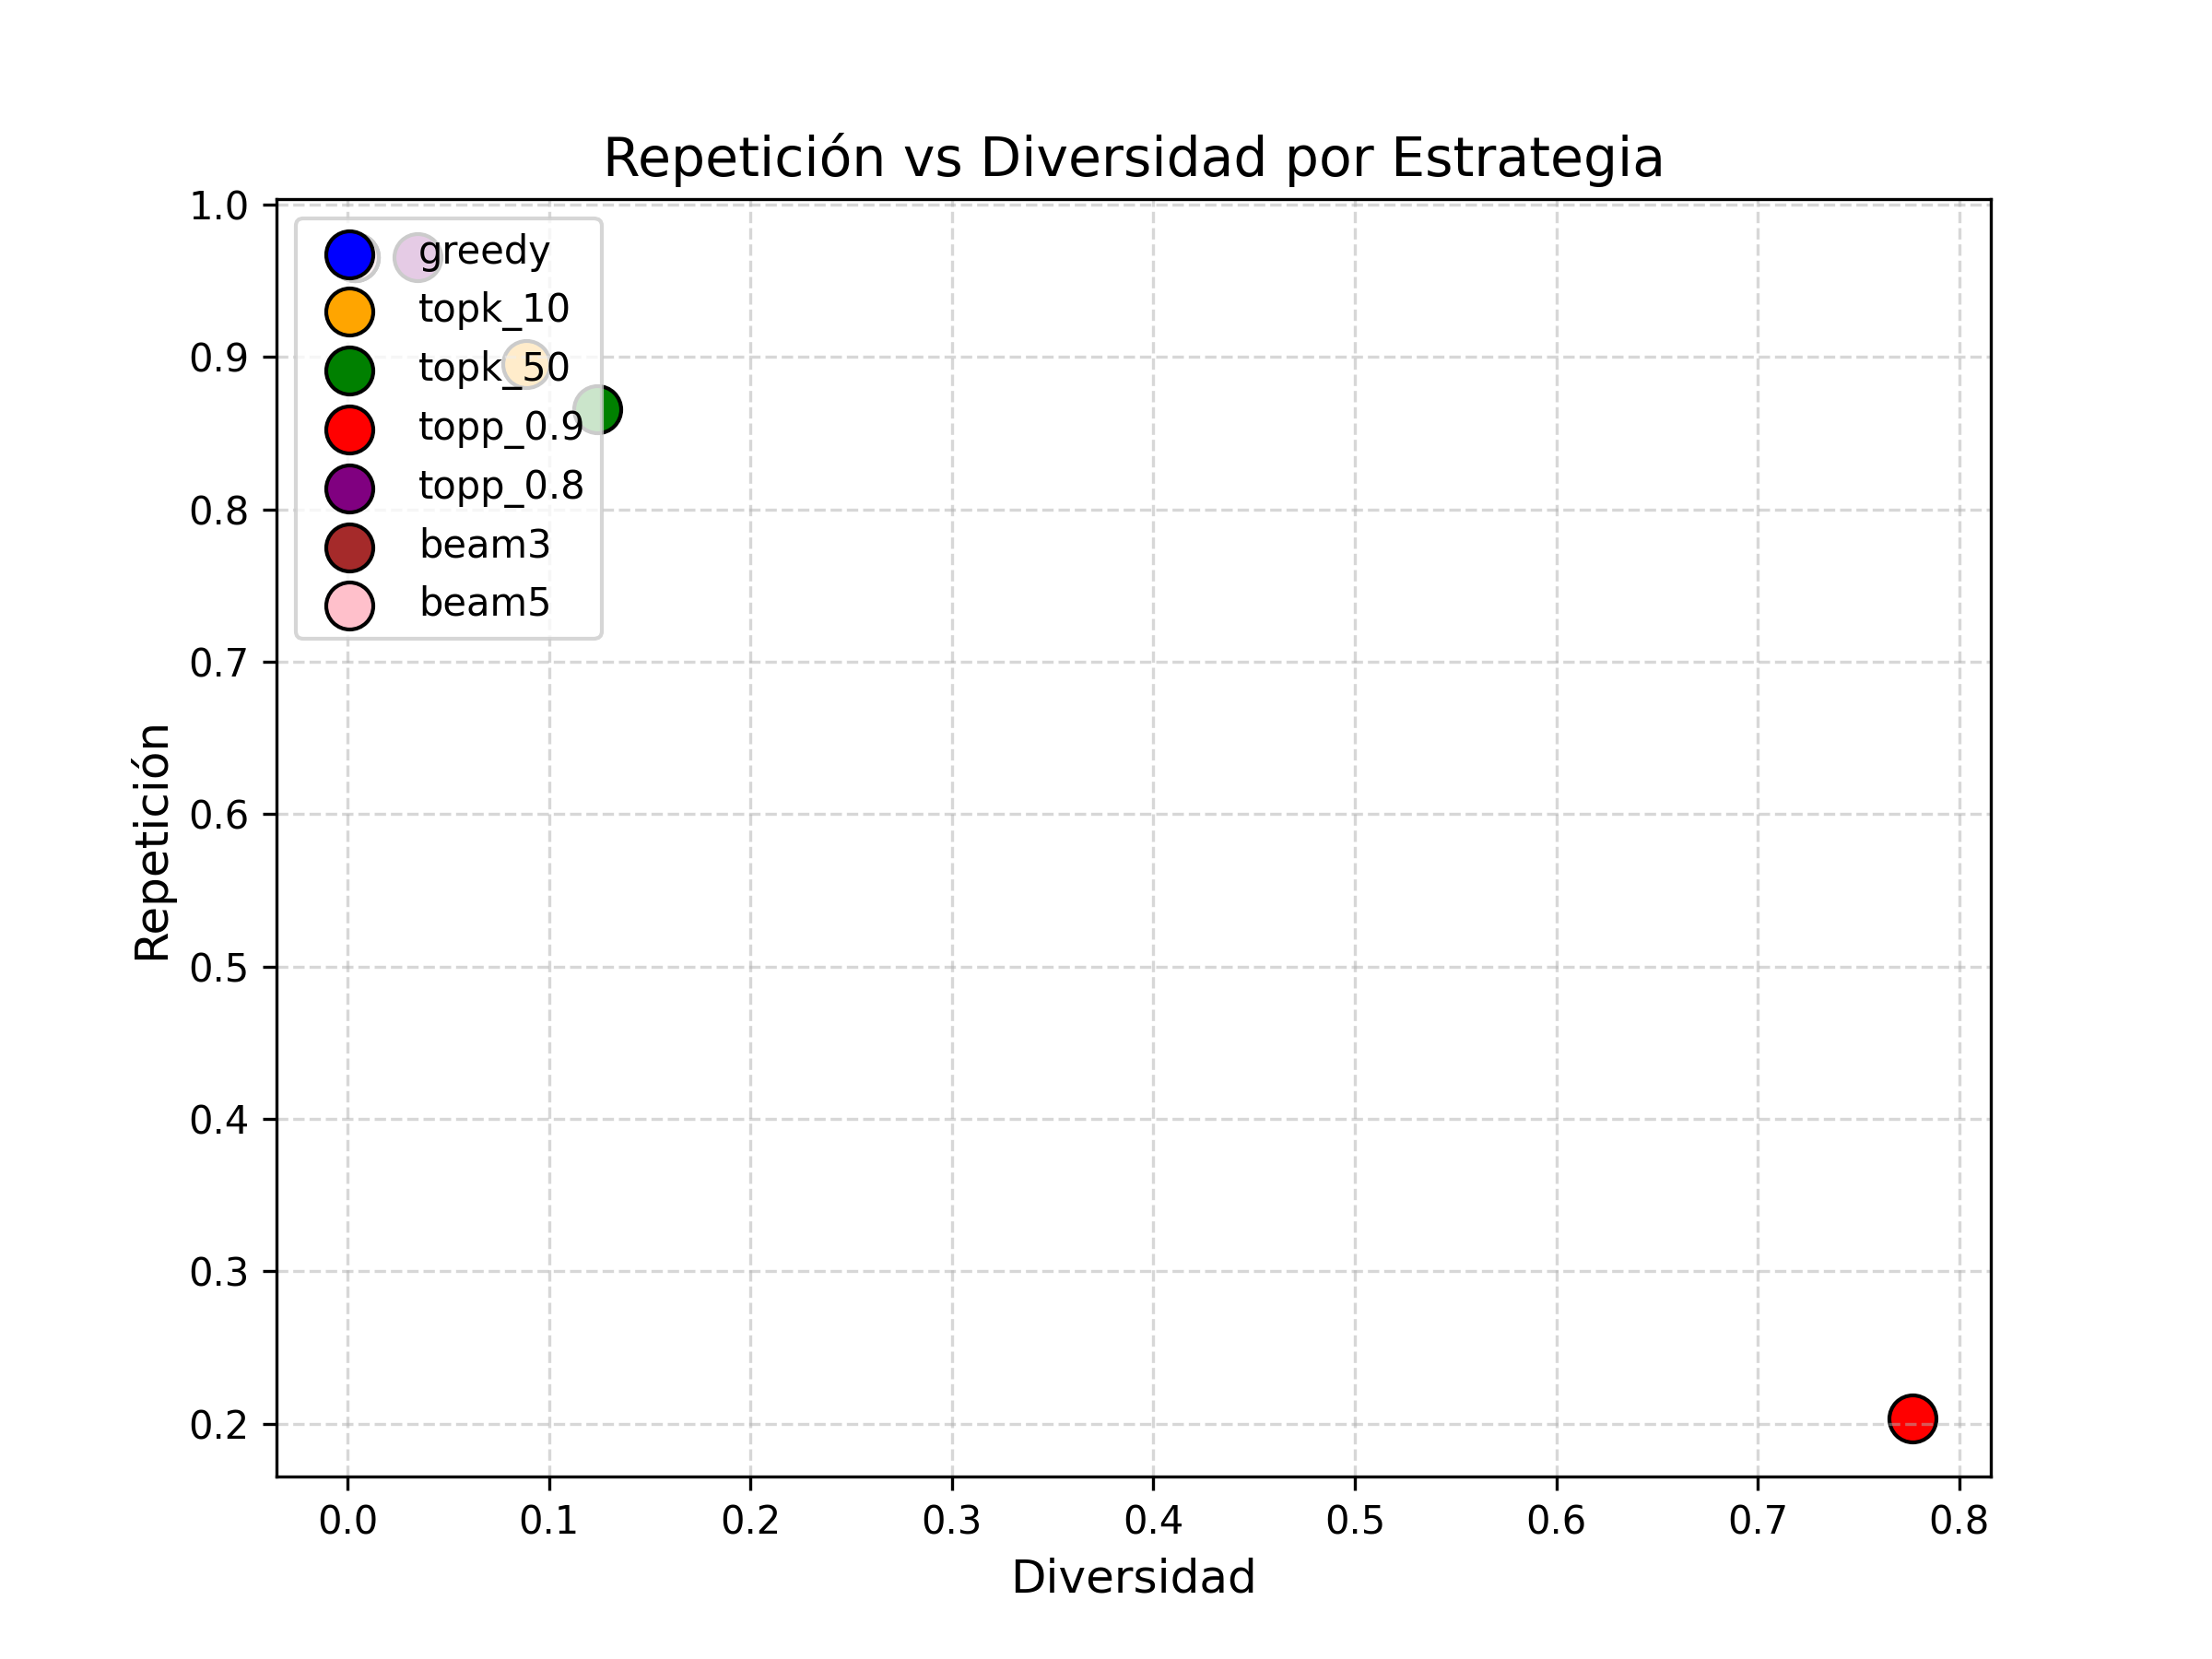 Repetición vs Diversidad por Estrategia
1.0
0.9
0.8
0.7
0.6
0.5
0.4
0.3
0.2
Repetición
greedy
topk_10
topk_50
topp_0.9
topp_0.8
beam3
beam5
0.0 0.1 0.2 0.3 0.4 0.5 0.6 0.7 0.8
Diversidad